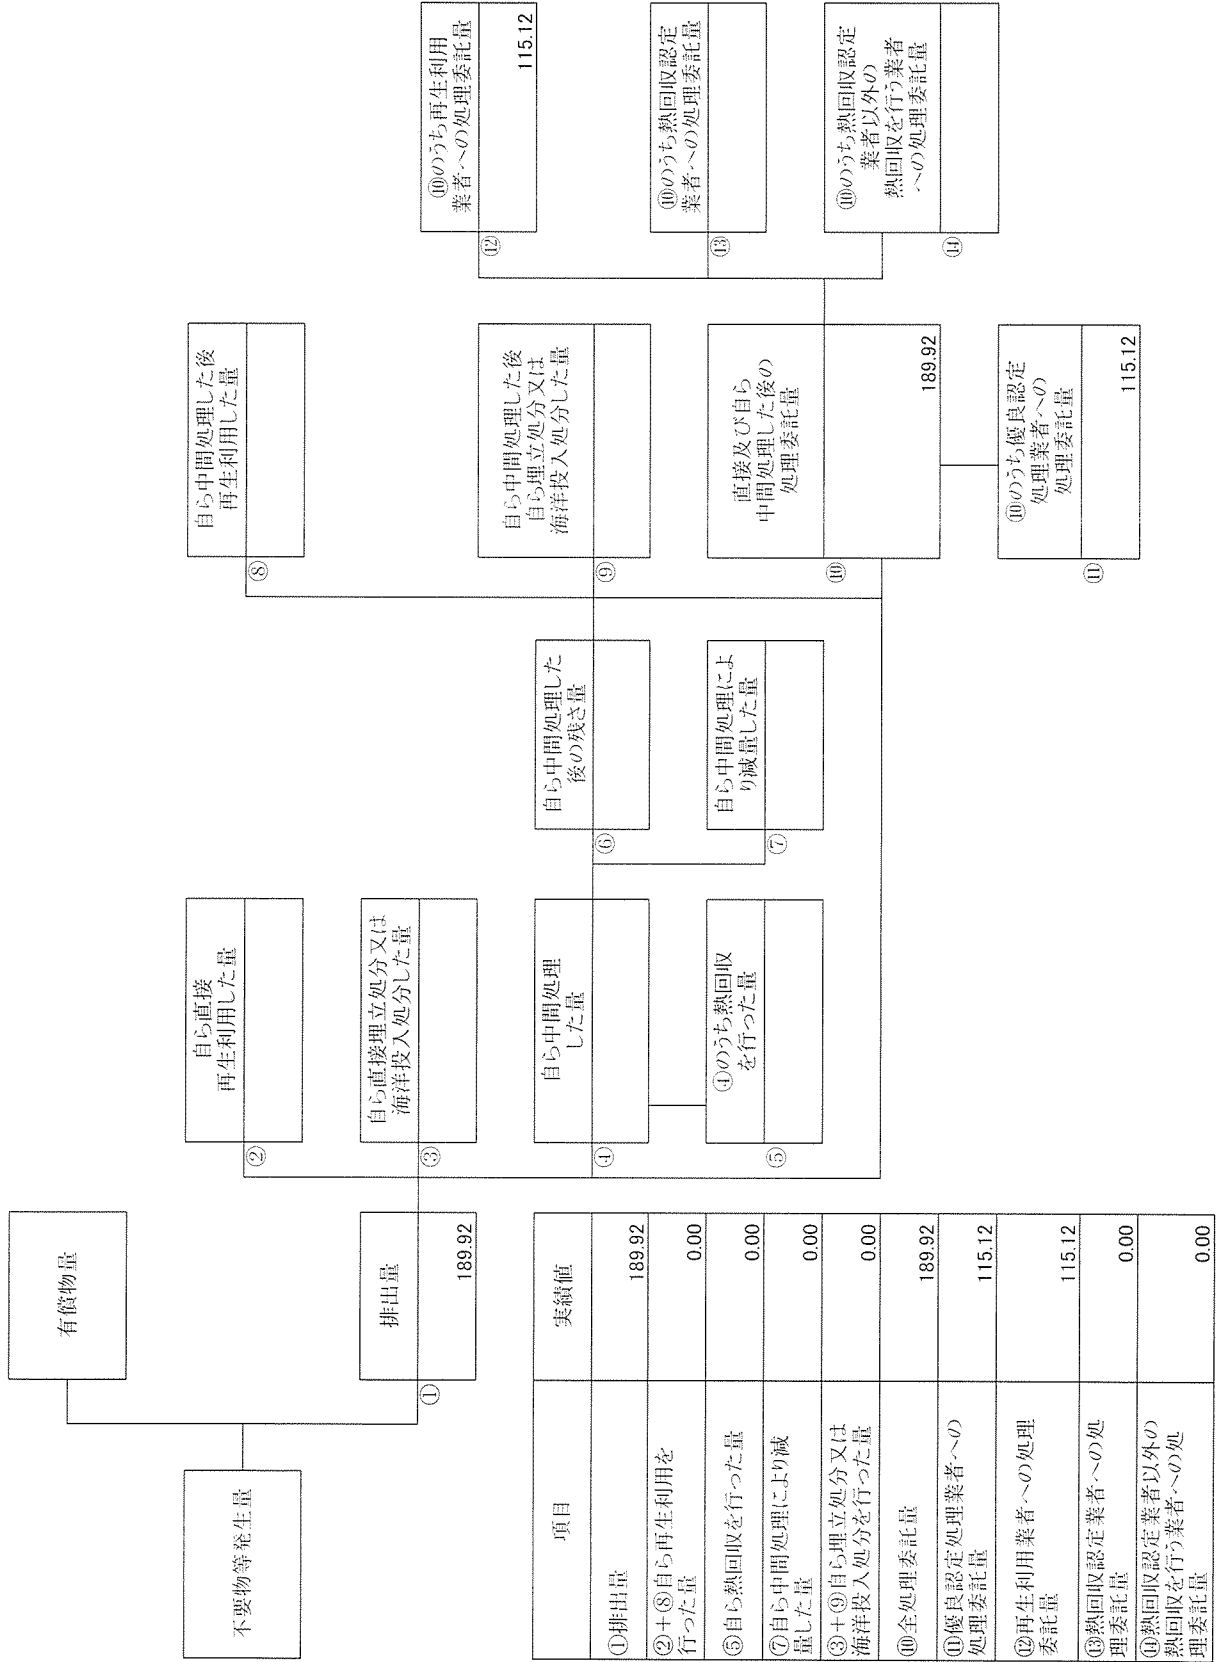 有償物量
不要物等発生量
①
排出量
189.92
②
自ら直接
再生利用した量
③
自ら直接埋立処分又は
海洋投入処分した量
④
自ら中間処理
した量
⑤
④のうち熱回収
を行った量
⑥
自ら中間処理した
後の残さ量
⑦
自ら中間処理によ
り減量した量
⑧
自ら中間処理した後
再生利用した量
⑨
自ら中間処理した後
自ら埋立処分又は
海洋投入処分した量
⑩
直接及び自ら
中間処理した後の
処理委託量
189.92
⑪
⑩のうち優良認定
処理業者への
処理委託量
115.12
⑫
⑩のうち再生利用
業者への処理委託量
115.12
⑬
⑩のうち熱回収認定
業者への処理委託量
⑭
⑩のうち熱回収認定
業者以外の
熱回収を行う業者
への処理委託量
項目
実績値
①排出量
189.92
②+⑧自ら再生利用を
行った量
0.00
⑤自ら熱回収を行った量
0.00
⑦自ら中間処理により減
量した量
0.00
③+⑨自ら埋立処分又は
海洋投入処分を行った量
0.00
⑩全処理委託量
189.92
⑪優良認定処理業者への
処理委託量
115.12
⑫再生利用業者への処理
委託量
115.12
⑬熱回収認定業者への処
理委託量
0.00
⑭熱回収認定業者以外の
熱回収を行う業者への処
理委託量
0.00